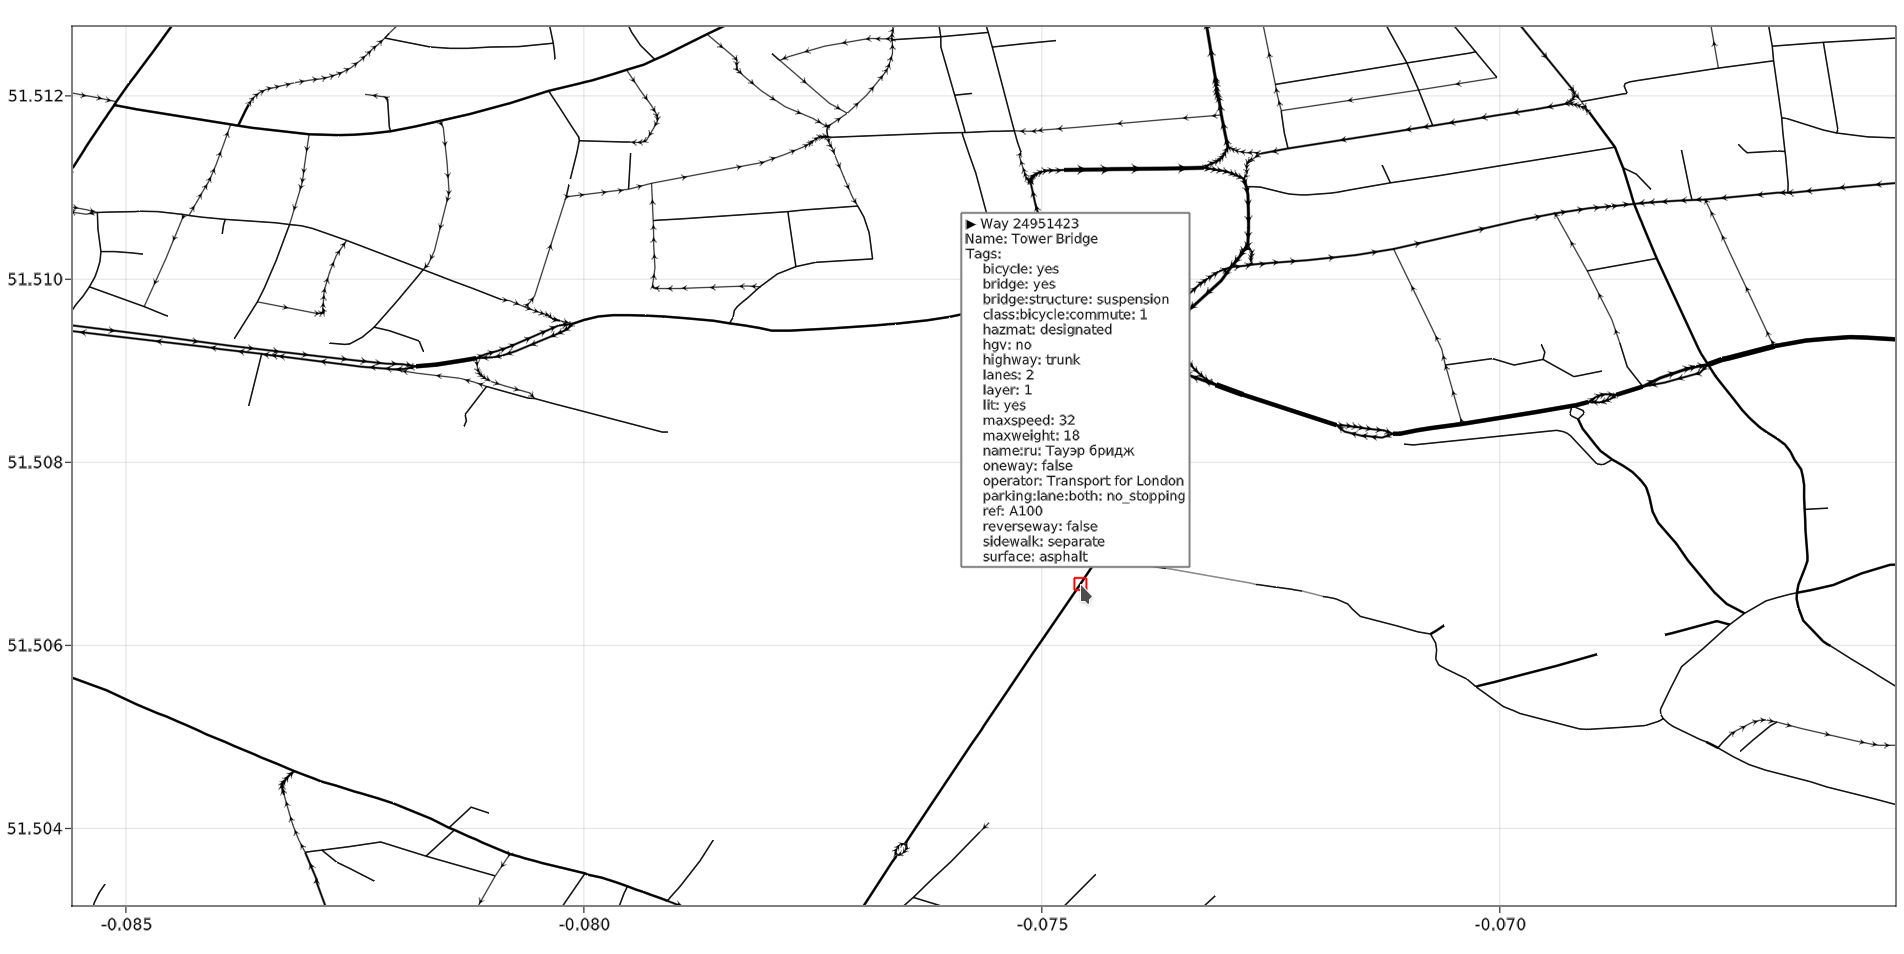 51.512
51.510
51.508
51.506
51.504
▶ Way 24951423
Name: Tower Bridge
Tags:
bicycle: yes
bridge: yes
bridge:structure: suspension
class:bicycle:commute: 1
hazmat: designated
hgv: no
highway: trunk
lanes: 2
layer: 1
lit: yes
maxspeed: 32
maxweight: 18
name:ru: Тауэр бридж
oneway: false
operator: Transport for London
parking:lane:both: no_stopping
ref: A100
reverseway: false
sidewalk: separate
surface: asphalt
-0.085
-0.080
-0.075
-0.070